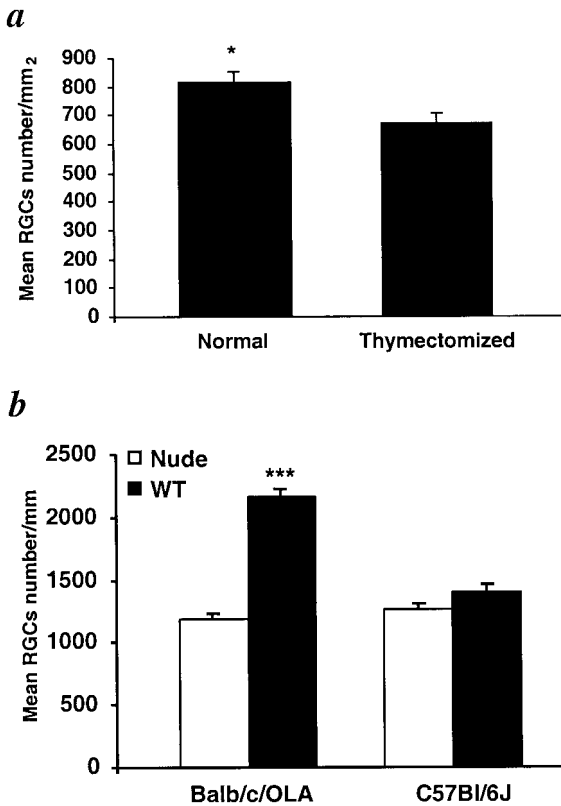 a
*
900
800
700
600
500
400
300
200
100
0
Mean RGCs number/mm2
Normal Thymectomized
b
Nude
WT
***
2500
2000
1500
1000
500
0
Mean RGCs number/mm
Balb/c/OLA C57Bl/6J